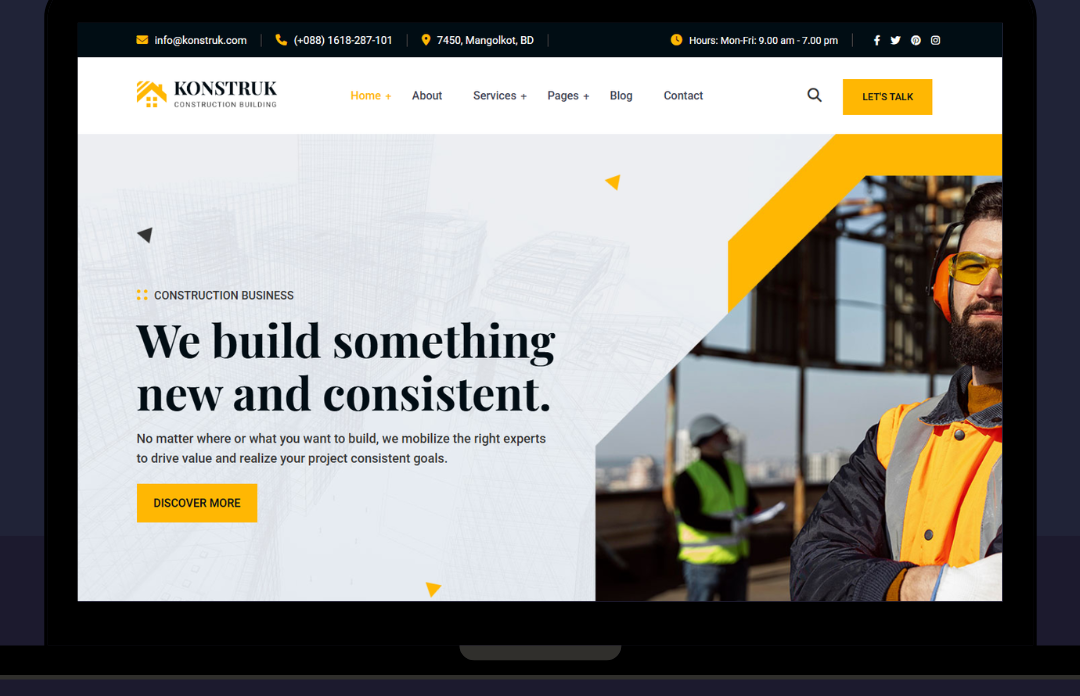 info@konstruk.com (+088) 1618-287-101 7450, Mangolkot, BD Hours: Mon-Fri: 9.00 am - 7.00 pm
KONSTRUK
CONSTRUCTION BUILDING
Home + About Services + Pages + Blog Contact
LET'S TALK
CONSTRUCTION BUSINESS
We build something
new and consistent.
No matter where or what you want to build, we mobilize the right experts
to drive value and realize your project consistent goals.
DISCOVER MORE